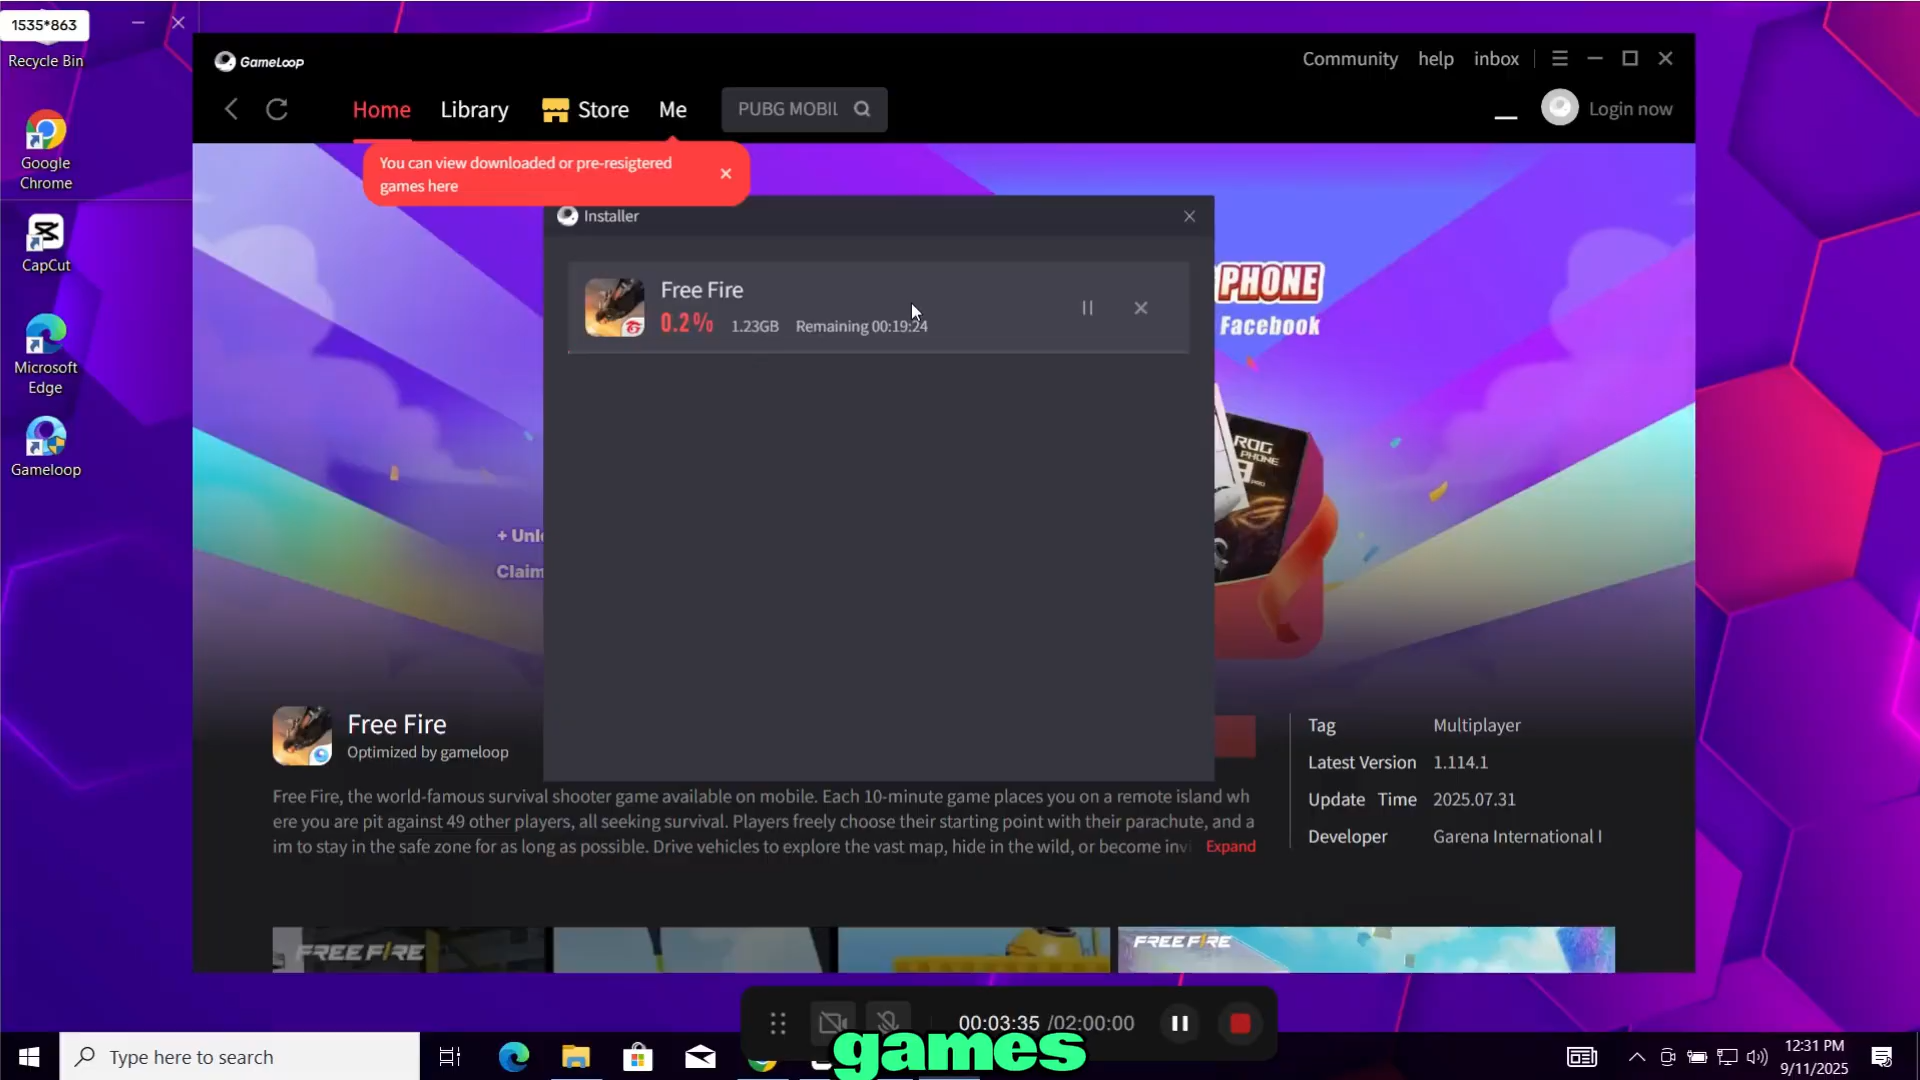 1535*863
Recycle Bin
Google
Chrome
CapCut
Microsoft
Edge
Gameloop
GameLoop
Community help inbox
Home Library Store Me PUBG MOBIL
Login now
You can view downloaded or pre-resigtered
games here
Installer
Free Fire
0.2% 1.23GB Remaining 00:19:24
PHONE
Facebook
ROG
PHONE
9
PRO
+ Unl
Claim
Free Fire
Optimized by gameloop
Free Fire, the world-famous survival shooter game available on mobile. Each 10-minute game places you on a remote island wh
ere you are pit against 49 other players, all seeking survival. Players freely choose their starting point with their parachute, and a
im to stay in the safe zone for as long as possible. Drive vehicles to explore the vast map, hide in the wild, or become invi Expand
Tag Multiplayer
Latest Version 1.114.1
Update Time 2025.07.31
Developer Garena International I
FREE FIRE
FREE FIRE
00:03:35 /02:00:00
games
Type here to search
12:31 PM
9/11/2025